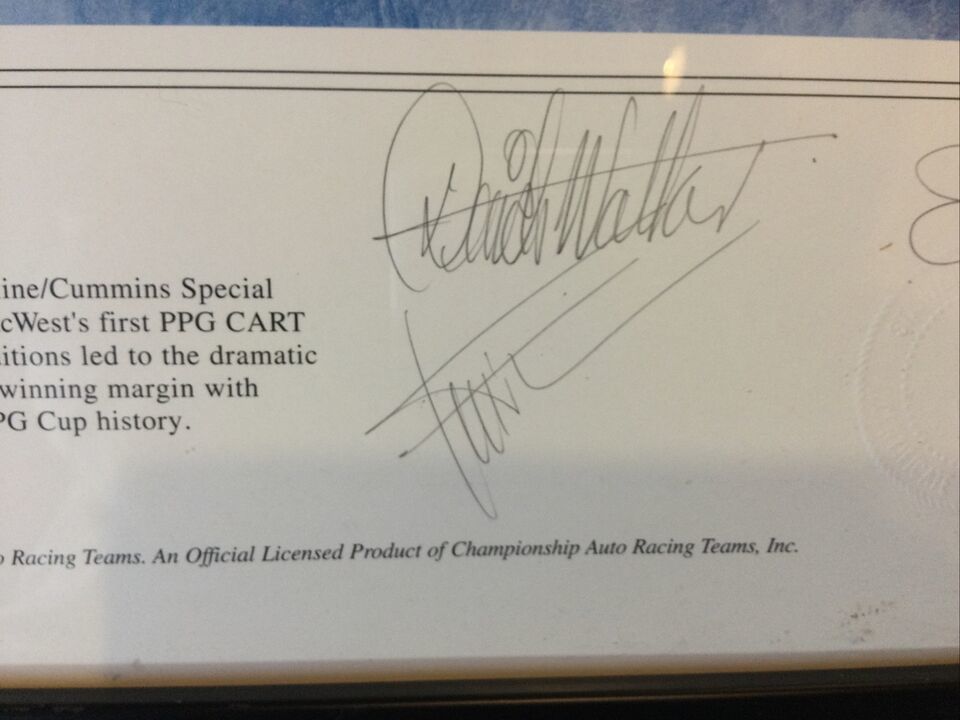 ine/Cummins Special
cWest's first PPG CART
itions led to the dramatic
winning margin with
PG Cup history.
o Racing Teams. An Official Licensed Product of Championship Auto Racing Teams, Inc.